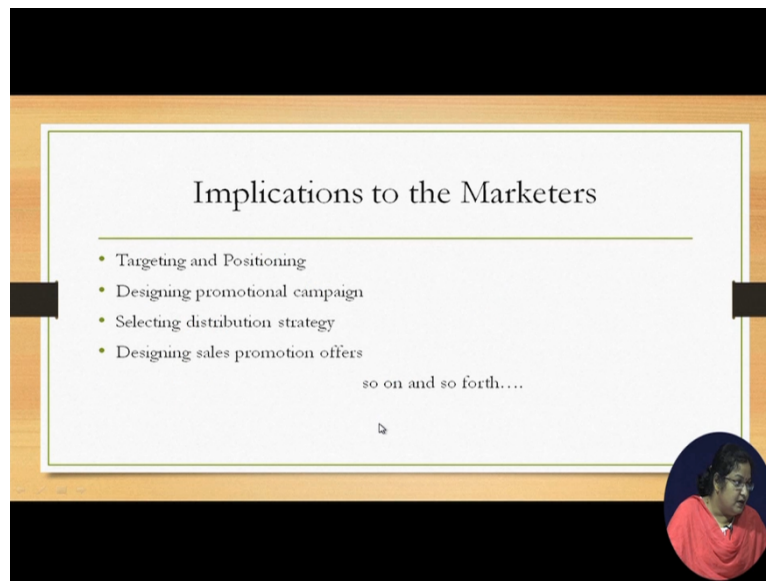 Implications to the Marketers
• Targeting and Positioning
• Designing promotional campaign
• Selecting distribution strategy
• Designing sales promotion offers
so on and so forth....